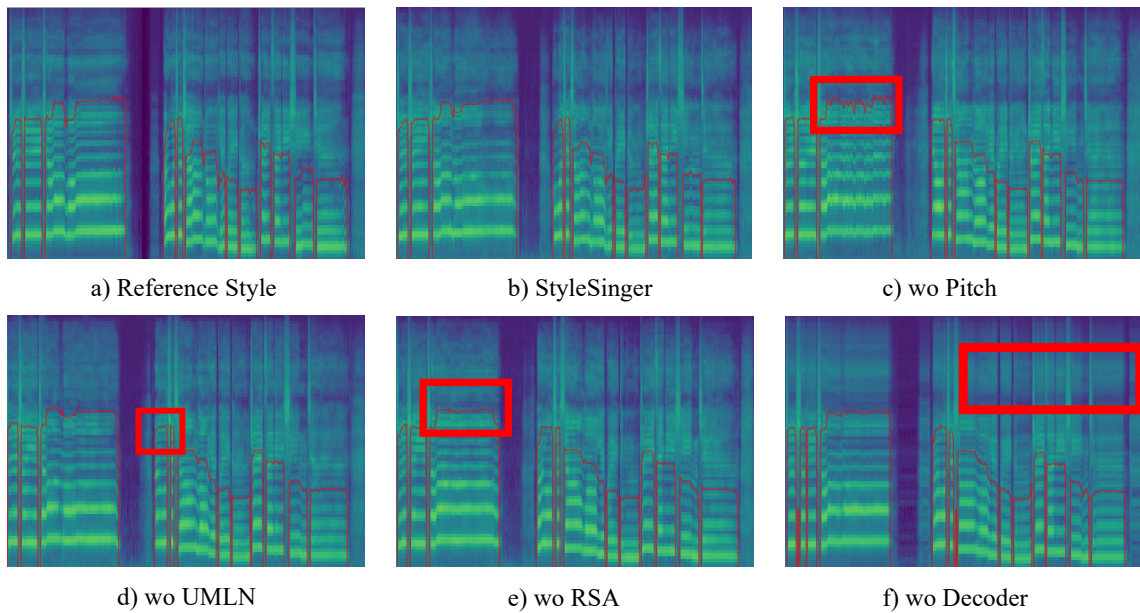 a) Reference Style
b) StyleSinger
c) wo Pitch
d) wo UMLN
e) wo RSA
f) wo Decoder